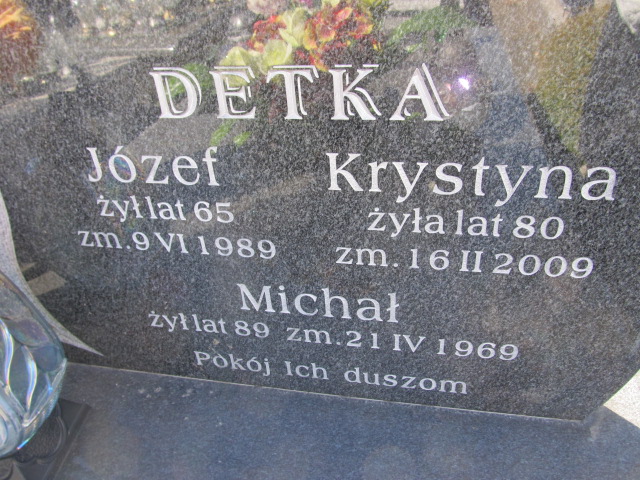 DETKA
Józef
żył lat 65
zm. 9 VI 1989
Krystyna
żyła lat 80
zm. 16 II 2009
Michał
żył lat 89 zm. 21 IV 1969
Pokój Ich duszom